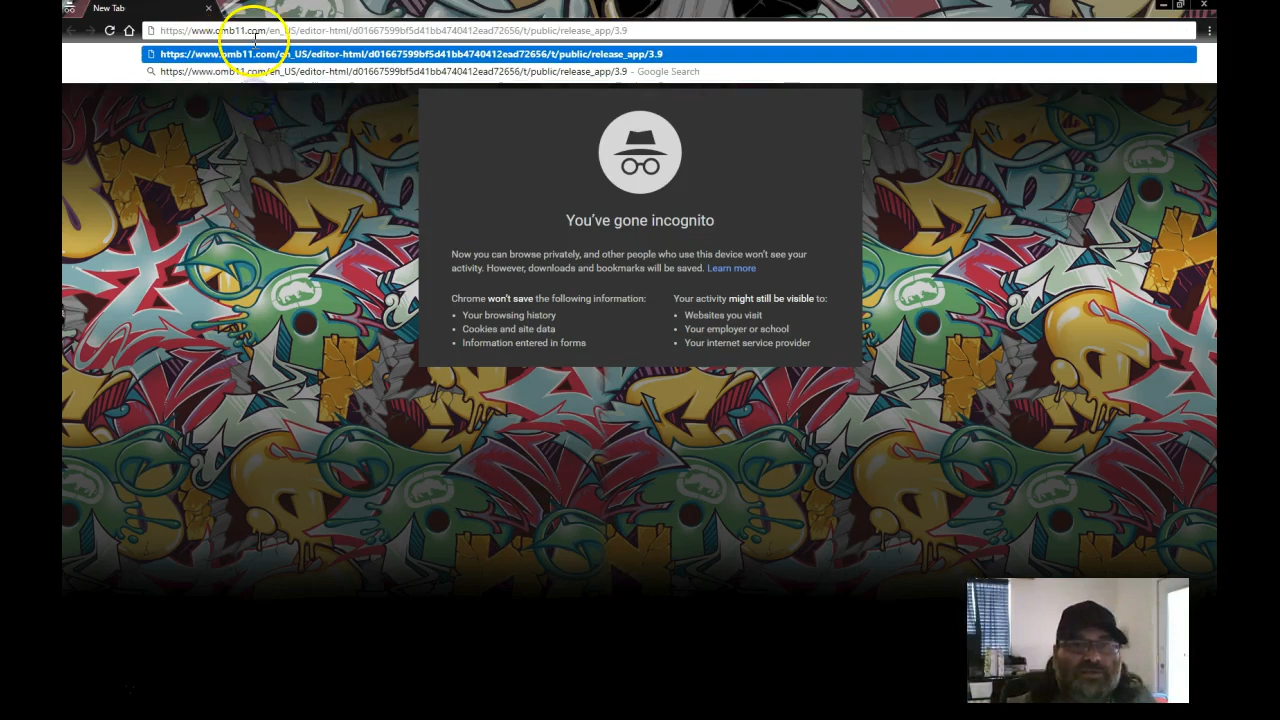 New Tab
https://www.omb11.com/en_US/editor-html/d01667599bf5d41bb4740412ead72656/t/public/release_app/3.9
https://www.omb11.com/en_US/editor-html/d01667599bf5d41bb4740412ead72656/t/public/release_app/3.9
https://www.omb11.com/en_US/editor-html/d01667599bf5d41bb4740412ead72656/t/public/release_app/3.9 - Google Search
You've gone incognito
Now you can browse privately, and other people who use this device won't see your
activity. However, downloads and bookmarks will be saved. Learn more
Chrome won't save the following information:
• Your browsing history
• Cookies and site data
• Information entered in forms
Your activity might still be visible to:
• Websites you visit
• Your employer or school
• Your internet service provider